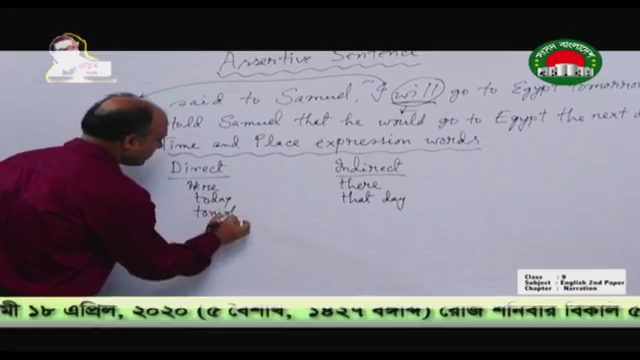 Assertive Sentence
said to Samuel, "I will go to Egypt tomorrow
told Samuel that he would go to Egypt the next
Time and Place expression words
Direct Indirect
Here there
today that day
Class : 9
Subject : English 2nd Paper
Chapter : Narration
মী ১৮ এপ্রিল, ২০২০ (৫ বৈশাখ, ১৪২৭ বঙ্গাব্দ) রোজ শনিবার বিকাল ৫